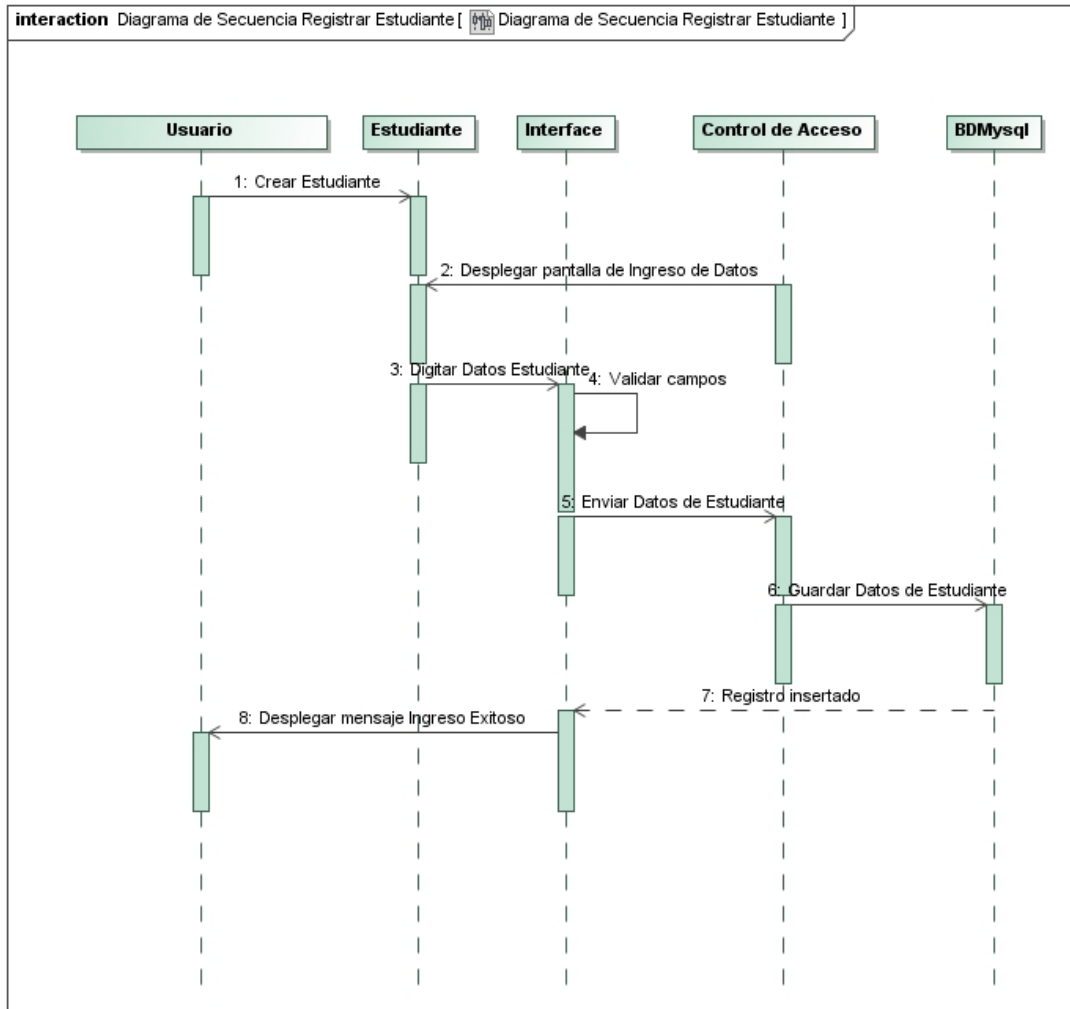 interaction Diagrama de Secuencia Registrar Estudiante [ Diagrama de Secuencia Registrar Estudiante ]
Usuario
Estudiante
Interface
Control de Acceso
BDMysql
1: Crear Estudiante
2: Desplegar pantalla de Ingreso de Datos
3: Digitar Datos Estudiante
4: Validar campos
5: Enviar Datos de Estudiante
6: Guardar Datos de Estudiante
7: Registro insertado
8: Desplegar mensaje Ingreso Exitoso